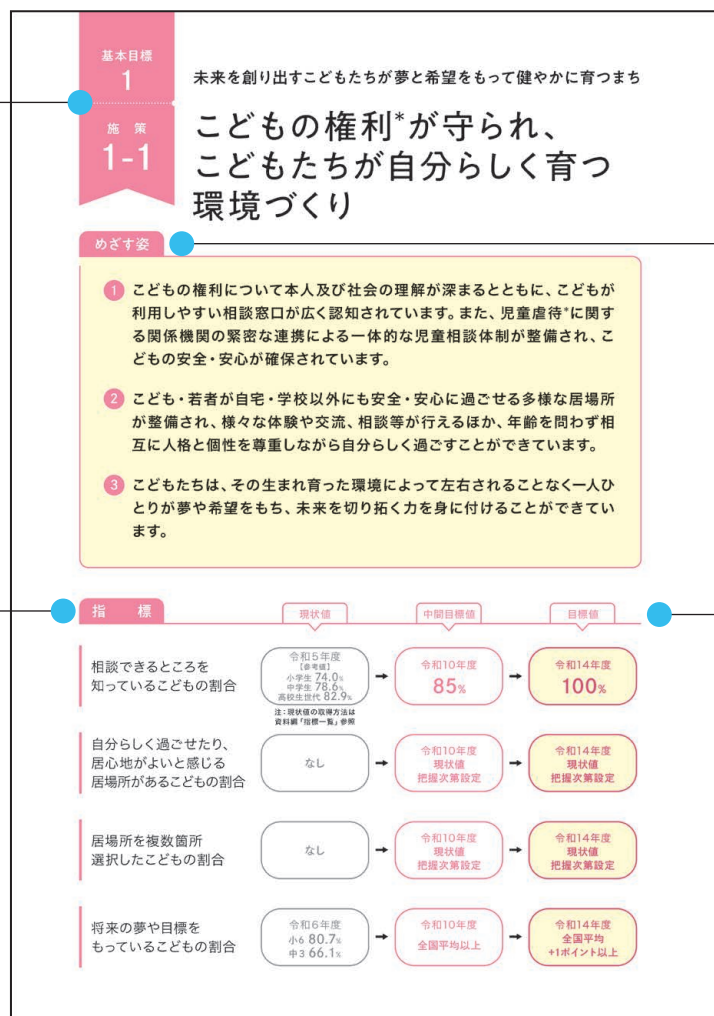 基本目標
1
施 策
1-1
未来を創り出すこどもたちが夢と希望をもって健やかに育つまち
こどもの権利*が守られ、
こどもたちが自分らしく育つ
環境づくり
めざす姿
1 こどもの権利について本人及び社会の理解が深まるとともに、こどもが
利用しやすい相談窓口が広く認知されています。また、児童虐待*に関す
る関係機関の緊密な連携による一体的な児童相談体制が整備され、こ
どもの安全・安心が確保されています。
2 こども・若者が自宅・学校以外にも安全・安心に過ごせる多様な居場所
が整備され、様々な体験や交流、相談等が行えるほか、年齢を問わず相
互に人格と個性を尊重しながら自分らしく過ごすことができています。
3 こどもたちは、その生まれ育った環境によって左右されることなく一人ひ
とりが夢や希望をもち、未来を切り拓く力を身に付けることができてい
ます。
指 標
現状値
中間目標値
目標値
相談できるところを
知っているこどもの割合
令和5年度
【参考値】
小学生 74.0%
中学生 78.6%
高校生世代 82.9%
注：現状値の取得方法は
資料編「指標一覧」参照
→
令和10年度
85%
→
令和14年度
100%
自分らしく過ごせたり、
居心地がよいと感じる
居場所があるこどもの割合
なし
→
令和10年度
現状値
把握次第設定
→
令和14年度
現状値
把握次第設定
居場所を複数箇所
選択したこどもの割合
なし
→
令和10年度
現状値
把握次第設定
→
令和14年度
現状値
把握次第設定
将来の夢や目標を
もっているこどもの割合
令和6年度
小6 80.7%
中3 66.1%
→
令和10年度
全国平均以上
→
令和14年度
全国平均
+1ポイント以上